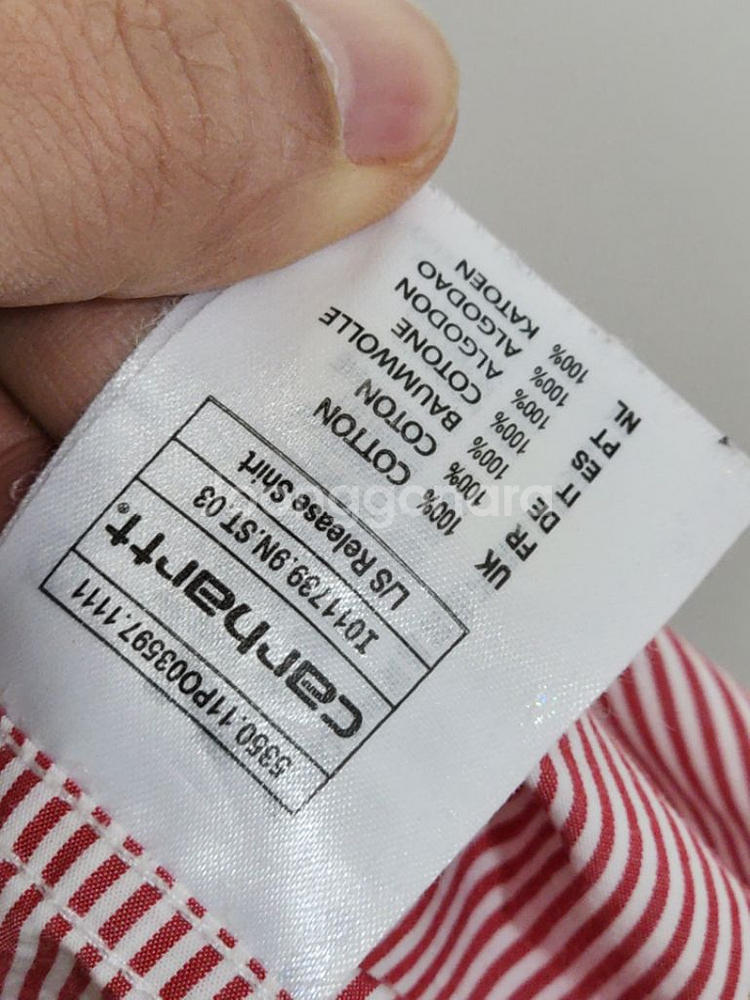 5350.11PO03597.1111
carhartt.®
I011739.9N.ST.03
L/S Release Shirt
UK 100% COTTON
FR 100% COTON
DE 100% BAUMWOLLE
IT 100% COTONE
ES 100% ALGODON
PT 100% ALGODAO
NL 100% KATOEN